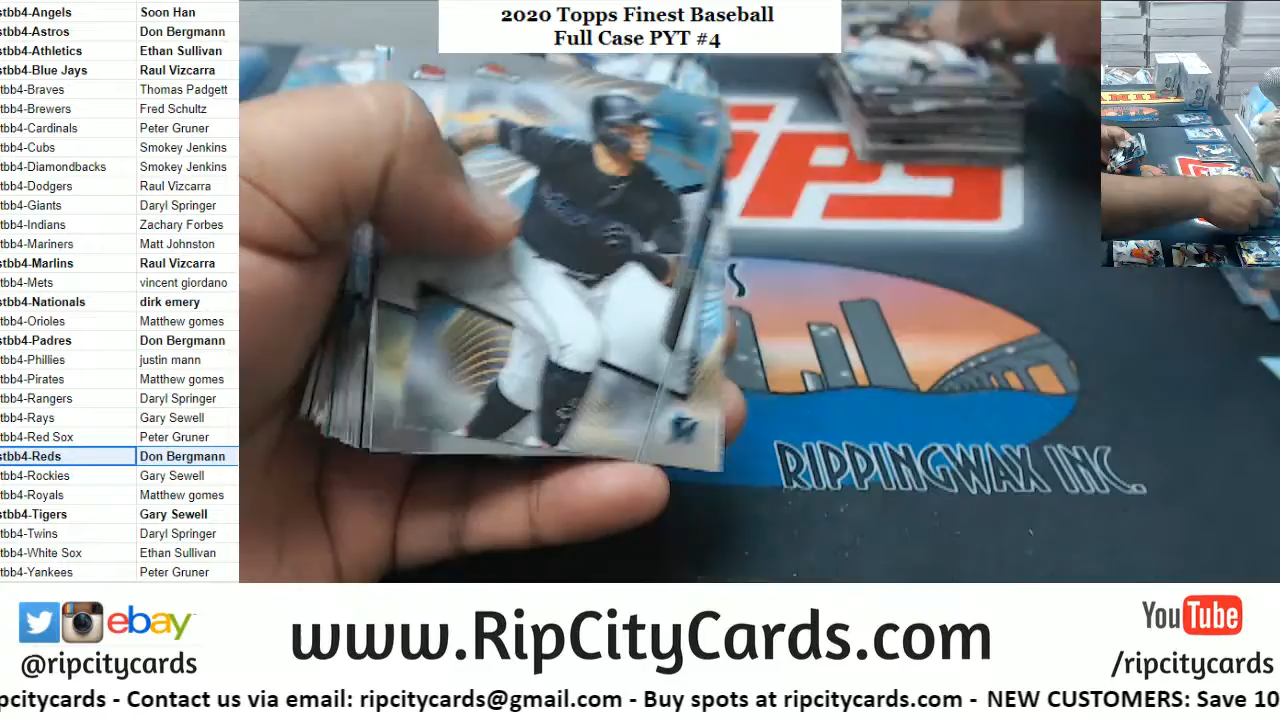 2020 Topps Finest Baseball
Full Case PYT #4
stbb4-Angels Soon Han
stbb4-Astros Don Bergmann
stbb4-Athletics Ethan Sullivan
stbb4-Blue Jays Raul Vizcarra
tbb4-Braves Thomas Padgett
tbb4-Brewers Fred Schultz
tbb4-Cardinals Peter Gruner
tbb4-Cubs Smokey Jenkins
tbb4-Diamondbacks Smokey Jenkins
tbb4-Dodgers Raul Vizcarra
tbb4-Giants Daryl Springer
tbb4-Indians Zachary Forbes
tbb4-Mariners Matt Johnston
stbb4-Marlins Raul Vizcarra
tbb4-Mets vincent giordano
stbb4-Nationals dirk emery
tbb4-Orioles Matthew gomes
stbb4-Padres Don Bergmann
tbb4-Phillies justin mann
tbb4-Pirates Matthew gomes
tbb4-Rangers Daryl Springer
tbb4-Rays Gary Sewell
tbb4-Red Sox Peter Gruner
stbb4-Reds Don Bergmann
tbb4-Rockies Gary Sewell
tbb4-Royals Matthew gomes
stbb4-Tigers Gary Sewell
tbb4-Twins Daryl Springer
tbb4-White Sox Ethan Sullivan
tbb4-Yankees Peter Gruner
RIPPINGWAX INC.
ebay
@ripcitycards
www.RipCityCards.com
YouTube
/ripcitycards
pcitycards - Contact us via email: ripcitycards@gmail.com - Buy spots at ripcitycards.com - NEW CUSTOMERS: Save 10